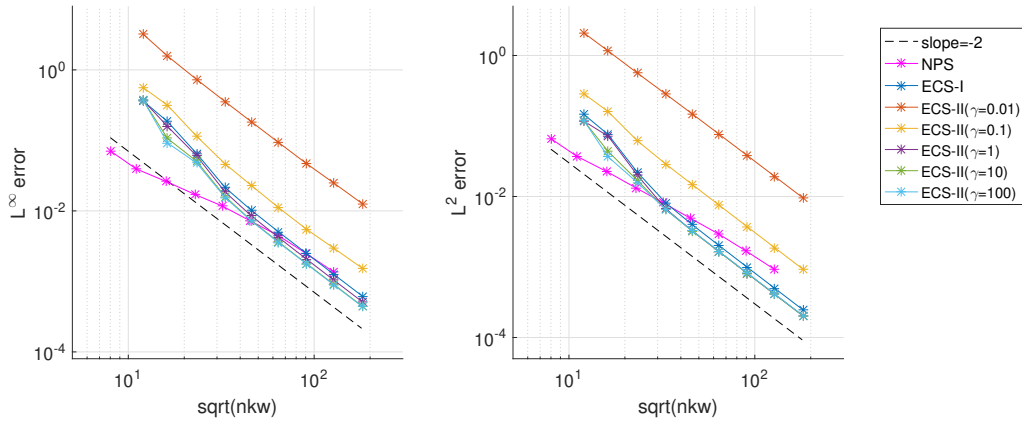 10^0
10^-2
10^-4
L^∞ error
10^1
10^2
sqrt(nkw)
10^0
10^-2
10^-4
L^2 error
10^1
10^2
sqrt(nkw)
slope=-2
NPS
ECS-I
ECS-II(γ=0.01)
ECS-II(γ=0.1)
ECS-II(γ=1)
ECS-II(γ=10)
ECS-II(γ=100)